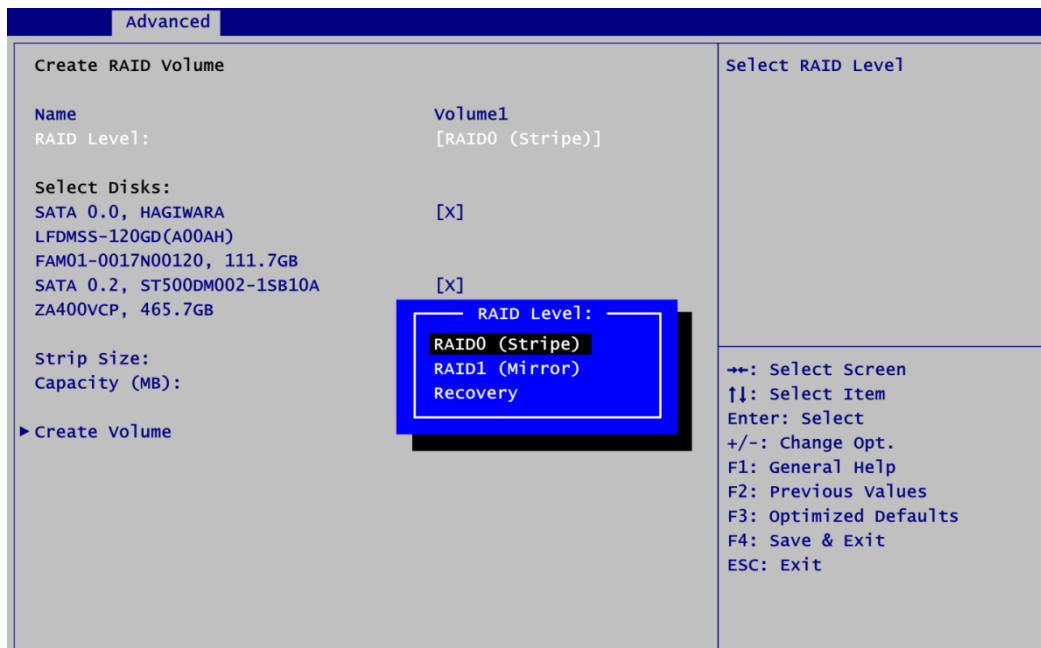 Advanced
Create RAID Volume
Name Volume1
RAID Level: [RAID0 (Stripe)]
Select Disks:
SATA 0.0, HAGIWARA [X]
LFDMSS-120GD(A00AH)
FAM01-0017N00120, 111.7GB
SATA 0.2, ST500DM002-1SB10A [X]
ZA400VCP, 465.7GB
Strip Size:
Capacity (MB):
Create Volume
RAID Level:
RAID0 (Stripe)
RAID1 (Mirror)
Recovery
Select RAID Level
→←: Select Screen
↑↓: Select Item
Enter: Select
+/-: Change Opt.
F1: General Help
F2: Previous Values
F3: Optimized Defaults
F4: Save & Exit
ESC: Exit